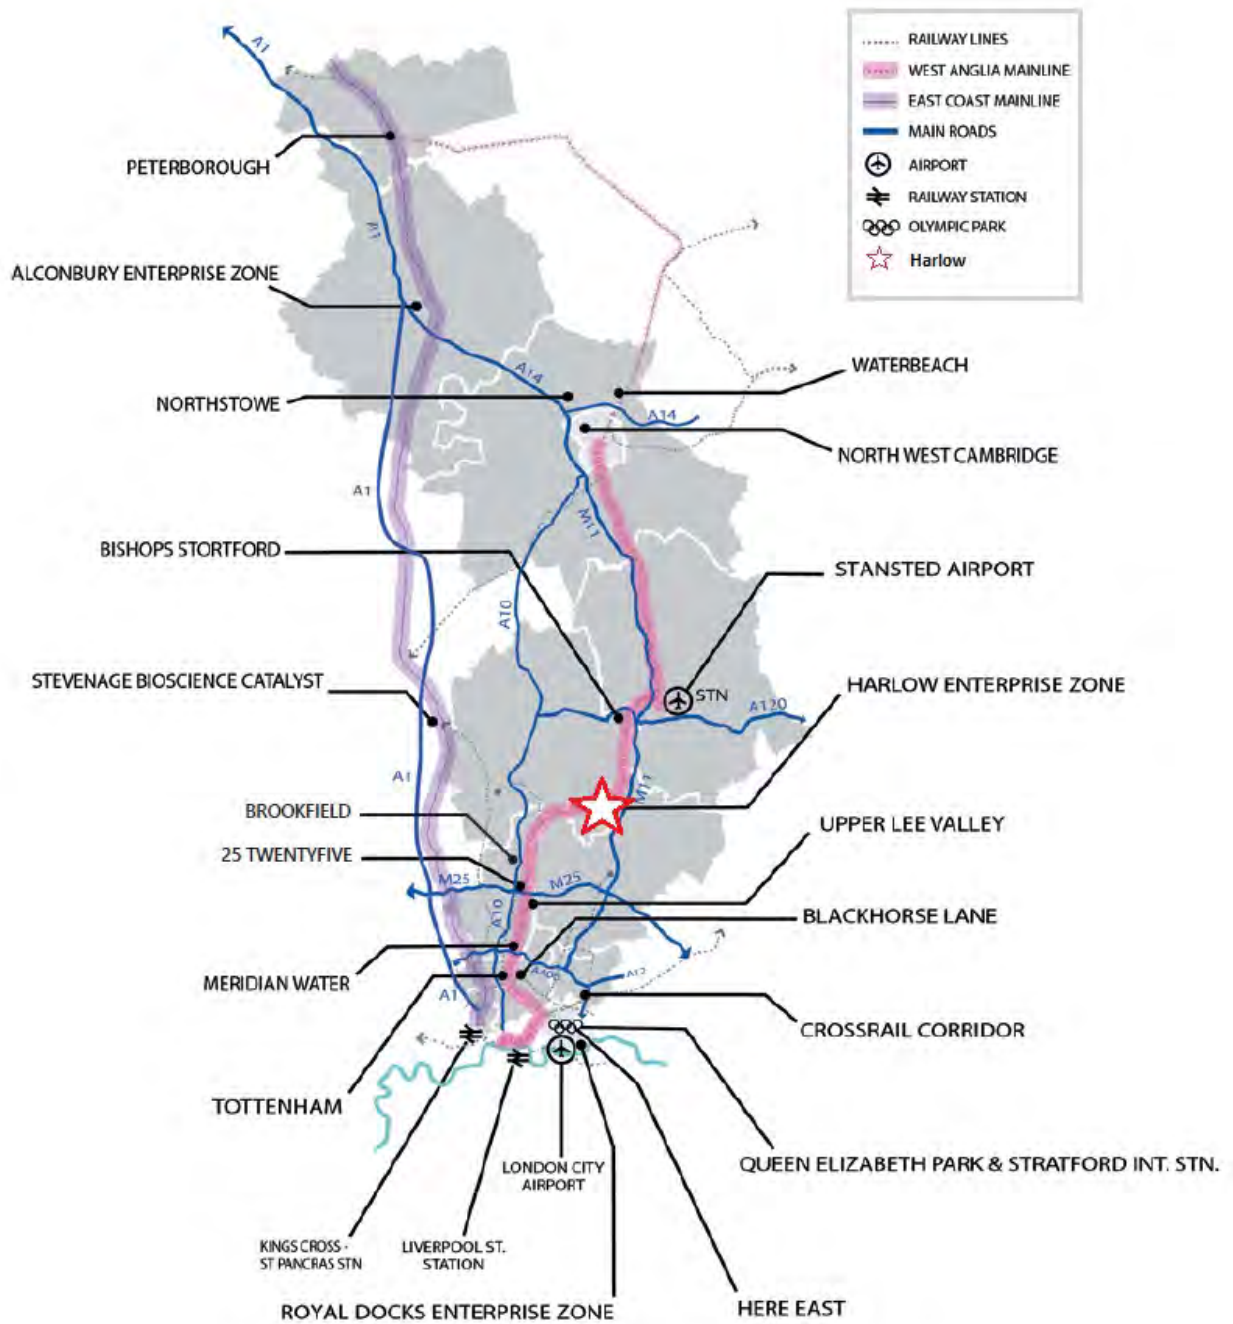 A1
RAILWAY LINES
WEST ANGLIA MAINLINE
EAST COAST MAINLINE
MAIN ROADS
AIRPORT
RAILWAY STATION
OLYMPIC PARK
Harlow
PETERBOROUGH
A1
ALCONBURY ENTERPRISE ZONE
A14
WATERBEACH
NORTHSTOWE
A14
NORTH WEST CAMBRIDGE
A1
M11
BISHOPS STORTFORD
STANSTED AIRPORT
A10
STEVENAGE BIOSCIENCE CATALYST
HARLOW ENTERPRISE ZONE
STN
A120
A1
M11
BROOKFIELD
UPPER LEE VALLEY
25 TWENTYFIVE
M25
M25
A10
BLACKHORSE LANE
MERIDIAN WATER
A406
A12
A1
CROSSRAIL CORRIDOR
TOTTENHAM
QUEEN ELIZABETH PARK & STRATFORD INT. STN.
LONDON CITY
AIRPORT
KINGS CROSS -
ST PANCRAS STN
LIVERPOOL ST.
STATION
ROYAL DOCKS ENTERPRISE ZONE
HERE EAST